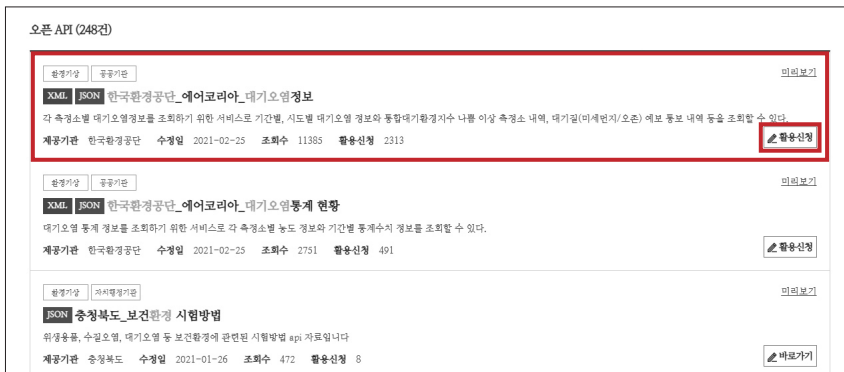 오픈 API (248건)
환경기상 공공기관 미리보기
XML JSON 한국환경공단_에어코리아_대기오염정보
각 측정소별 대기오염정보를 조회하기 위한 서비스로 기간별, 시도별 대기오염 정보와 통합대기환경지수 나쁨 이상 측정소 내역, 대기질(미세먼지/오존) 예보 통보 내역 등을 조회할 수 있다.
제공기관 한국환경공단 수정일 2021-02-25 조회수 11385 활용신청 2313 활용신청
환경기상 공공기관 미리보기
XML JSON 한국환경공단_에어코리아_대기오염통계 현황
대기오염 통계 정보를 조회하기 위한 서비스로 각 측정소별 농도 정보와 기간별 통계수치 정보를 조회할 수 있다.
제공기관 한국환경공단 수정일 2021-02-25 조회수 2751 활용신청 491 활용신청
환경기상 자치행정기관 미리보기
JSON 충청북도_보건환경 시험방법
위생용품, 수질오염, 대기오염 등 보건환경에 관련된 시험방법 api 자료입니다
제공기관 충청북도 수정일 2021-01-26 조회수 472 활용신청 8 바로가기